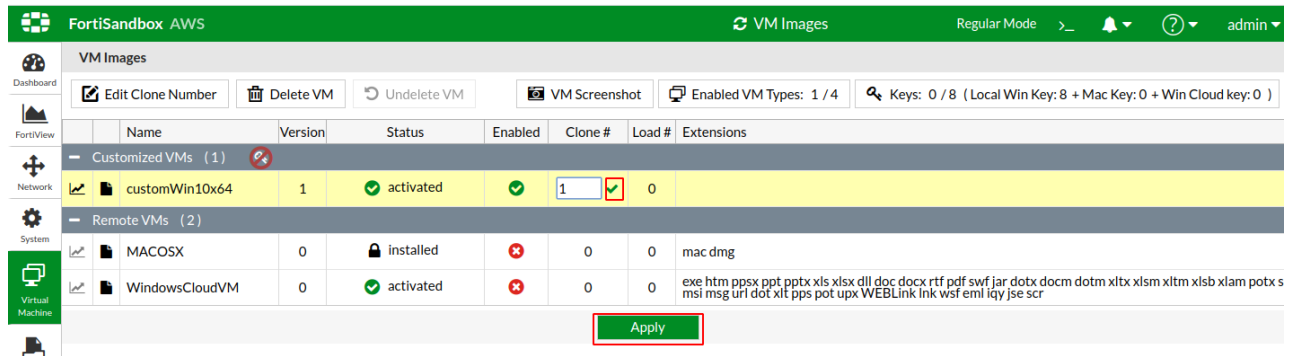 FortiSandbox AWS
VM Images
Regular Mode >_
admin
Dashboard
FortiView
Network
System
Virtual
Machine
VM Images
Edit Clone Number
Delete VM
Undelete VM
VM Screenshot
Enabled VM Types: 1 / 4
Keys: 0 / 8 ( Local Win Key: 8 + Mac Key: 0 + Win Cloud key: 0 )
Name Version Status Enabled Clone # Load # Extensions
Customized VMs (1)
customWin10x64 1 activated 1 0
Remote VMs (2)
MACOSX 0 installed 0 0 mac dmg
WindowsCloudVM 0 activated 0 0 exe htm ppsx ppt pptx xls xlsx dll doc docx rtf pdf swf jar dotx docm dotm xltx xlsm xltm xlsb xlam potx s
msi msg url dot xlt pps pot upx WEBLink lnk wsf eml iqy jse scr
Apply